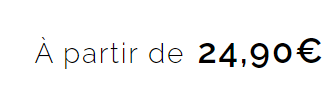 À partir de 24,90€